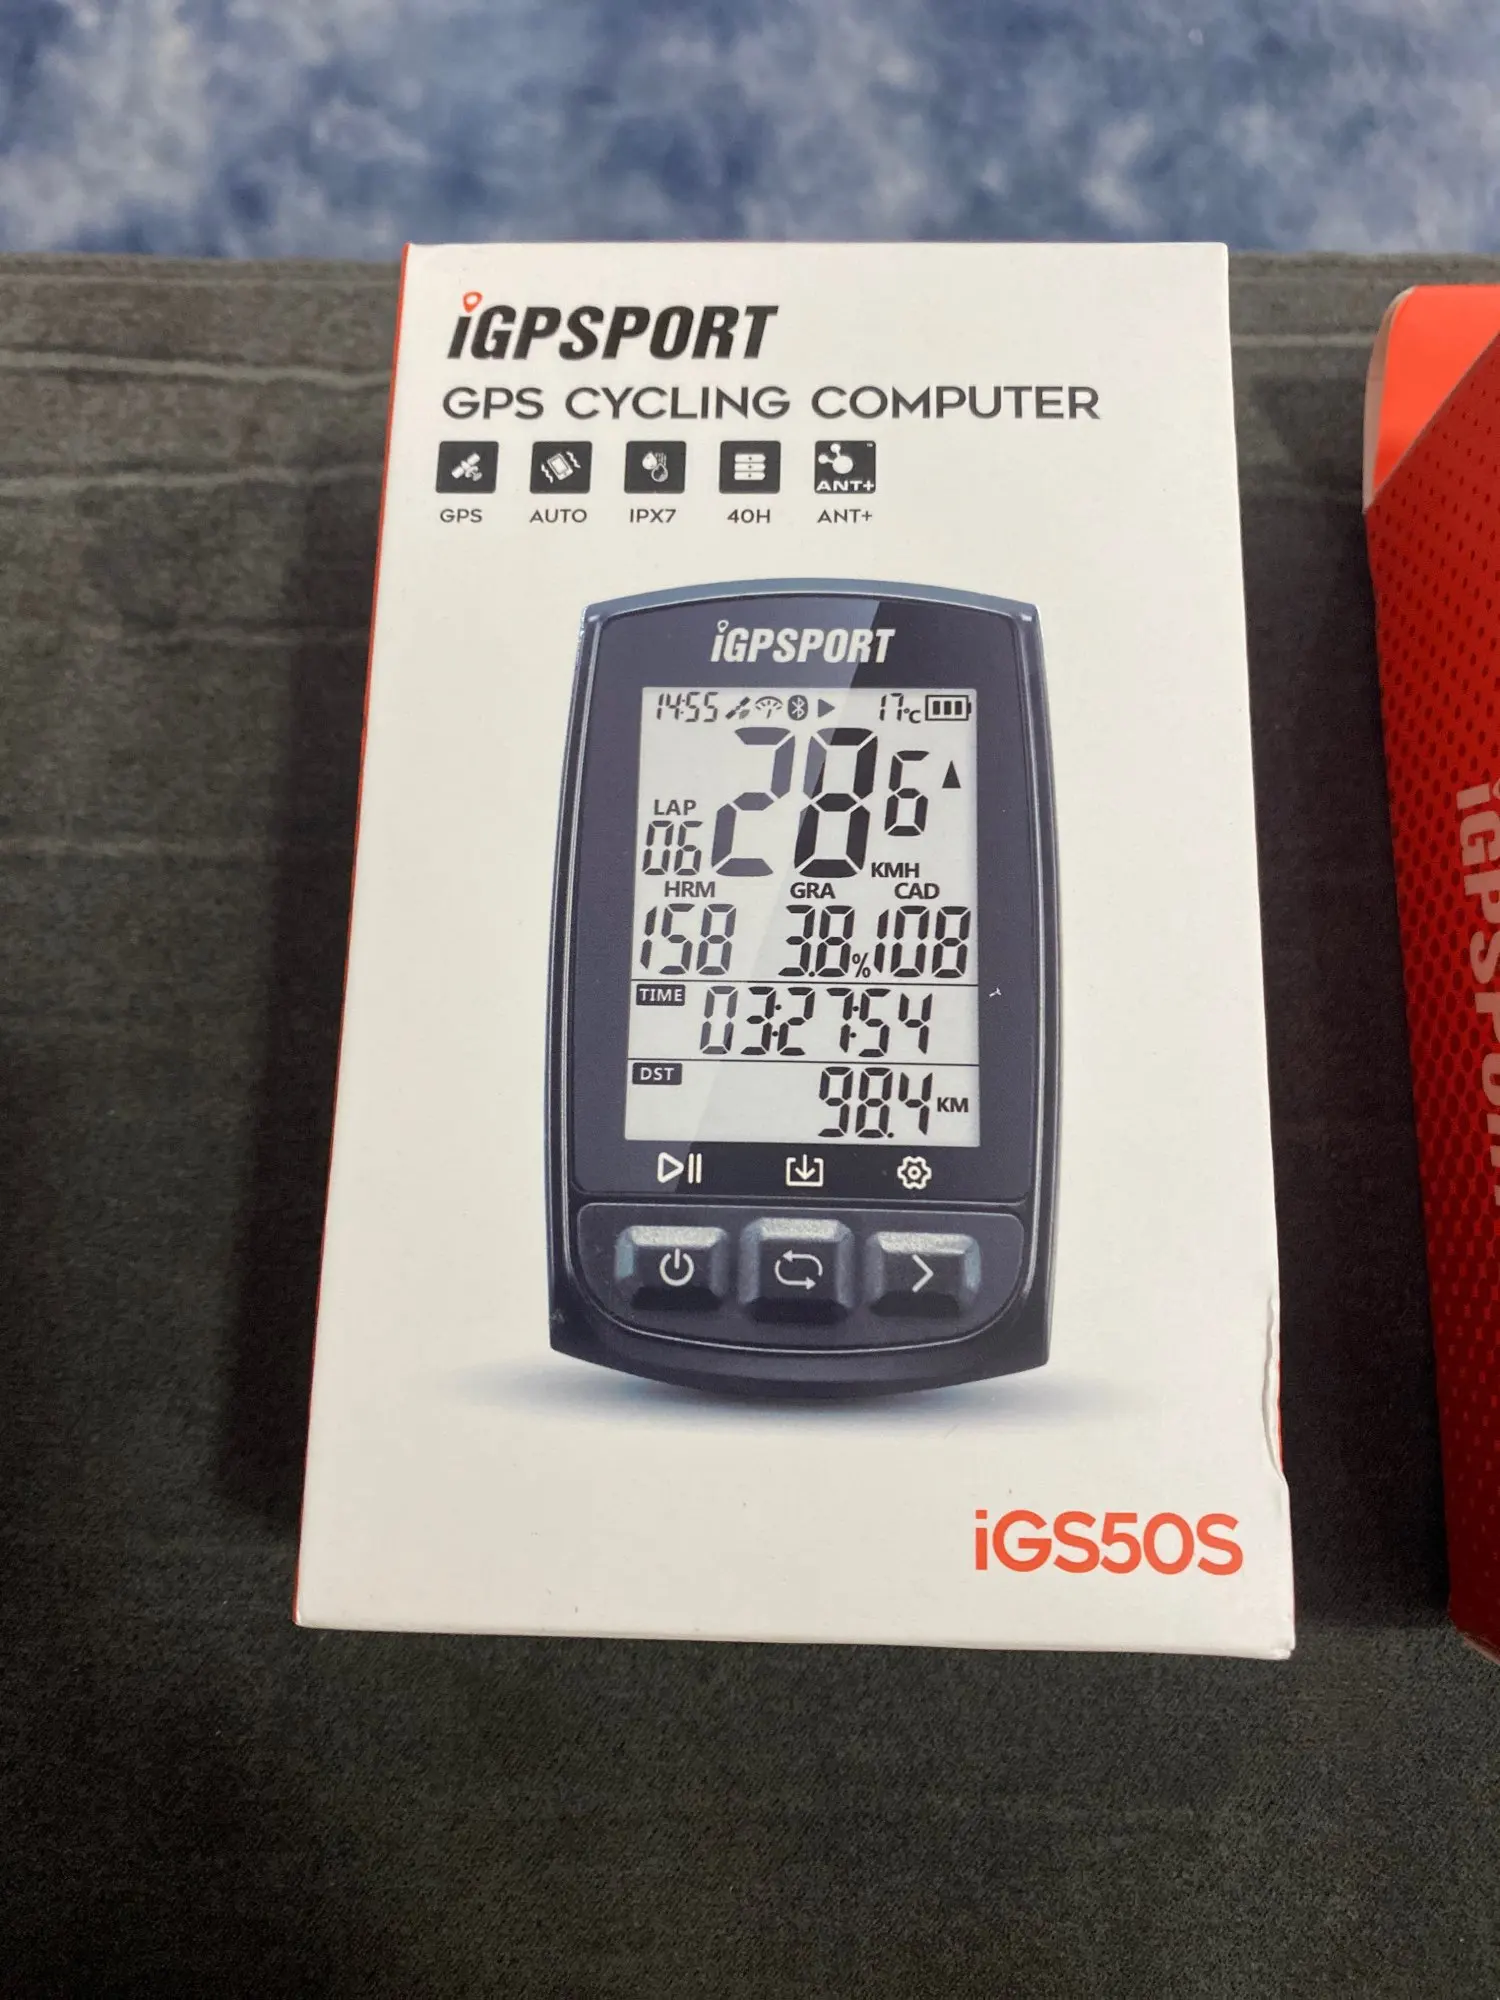 iGPSPORT
GPS CYCLING COMPUTER
ANT+
GPS AUTO IPX7 40H ANT+
iGPSPORT
14:55 17°C
28.6
LAP
06
KMH
HRM GRA CAD
158 3.8% 108
TIME 03:27:54
DST
98.4 KM
iGS50S
iGPSPORT